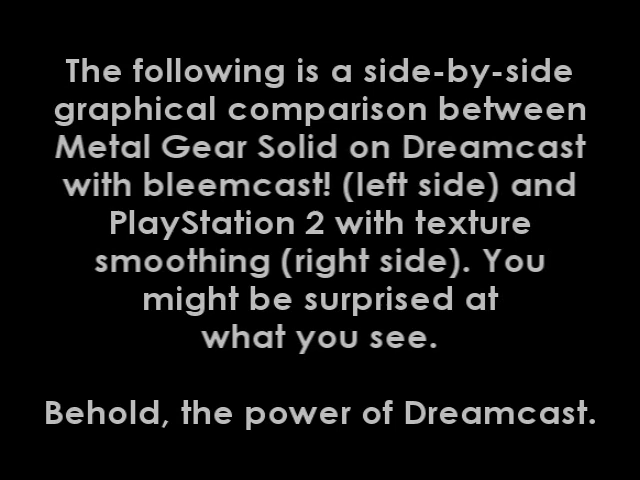 The following is a side-by-side
graphical comparison between
Metal Gear Solid on Dreamcast
with bleemcast! (left side) and
PlayStation 2 with texture
smoothing (right side). You
might be surprised at
what you see.
Behold, the power of Dreamcast.